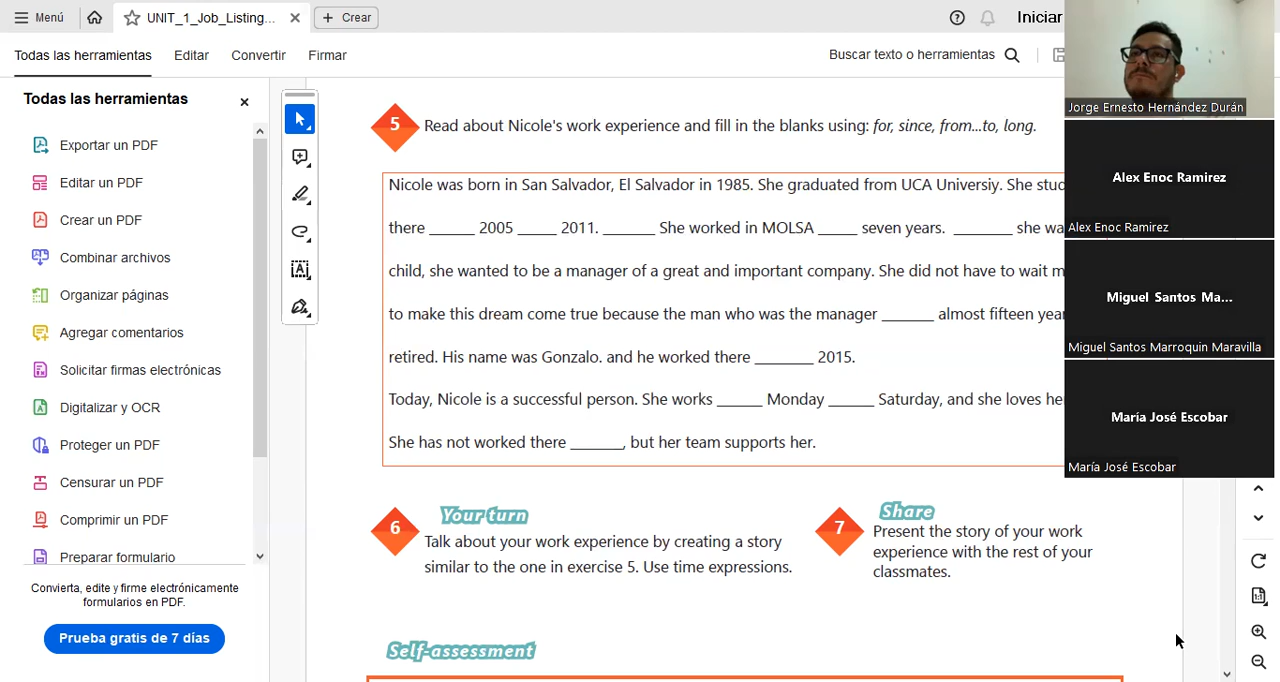 Menú
UNIT_1_Job_Listing...
Crear
Iniciar
Todas las herramientas
Editar
Convertir
Firmar
Buscar texto o herramientas
Todas las herramientas
Exportar un PDF
Editar un PDF
Crear un PDF
Combinar archivos
Organizar páginas
Agregar comentarios
Solicitar firmas electrónicas
Digitalizar y OCR
Proteger un PDF
Censurar un PDF
Comprimir un PDF
Preparar formulario
Convierta, edite y firme electrónicamente
formularios en PDF.
Prueba gratis de 7 días
5 Read about Nicole's work experience and fill in the blanks using: for, since, from...to, long.
Nicole was born in San Salvador, El Salvador in 1985. She graduated from UCA Universiy. She stud
there ______ 2005 _____ 2011. _______ She worked in MOLSA _____ seven years. ________ she wa
child, she wanted to be a manager of a great and important company. She did not have to wait m
to make this dream come true because the man who was the manager _______ almost fifteen year
retired. His name was Gonzalo. and he worked there ________ 2015.
Today, Nicole is a successful person. She works ______ Monday ______ Saturday, and she loves he
She has not worked there _______, but her team supports her.
6 Your turn
Talk about your work experience by creating a story
similar to the one in exercise 5. Use time expressions.
7 Share
Present the story of your work
experience with the rest of your
classmates.
Self-assessment
Jorge Ernesto Hernández Durán
Alex Enoc Ramirez
Alex Enoc Ramirez
Miguel Santos Ma...
Miguel Santos Marroquin Maravilla
María José Escobar
María José Escobar
1:1